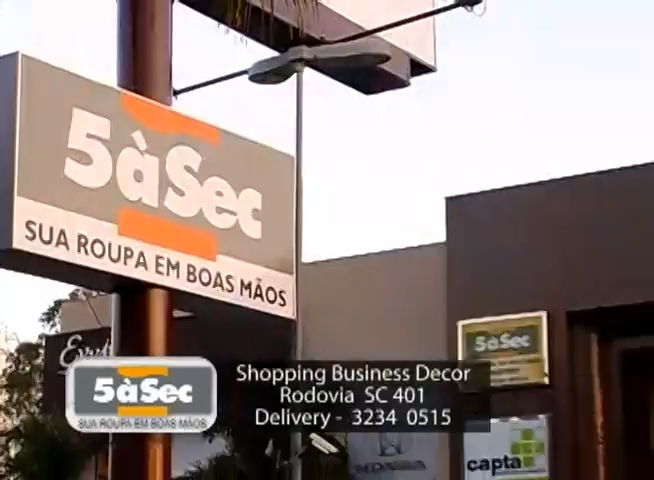 5àSec
SUA ROUPA EM BOAS MÃOS
5àSec
5àSec
SUA ROUPA EM BOAS MÃOS
Shopping Business Decor
Rodovia SC 401
Delivery - 3234 0515
HONDA
capta